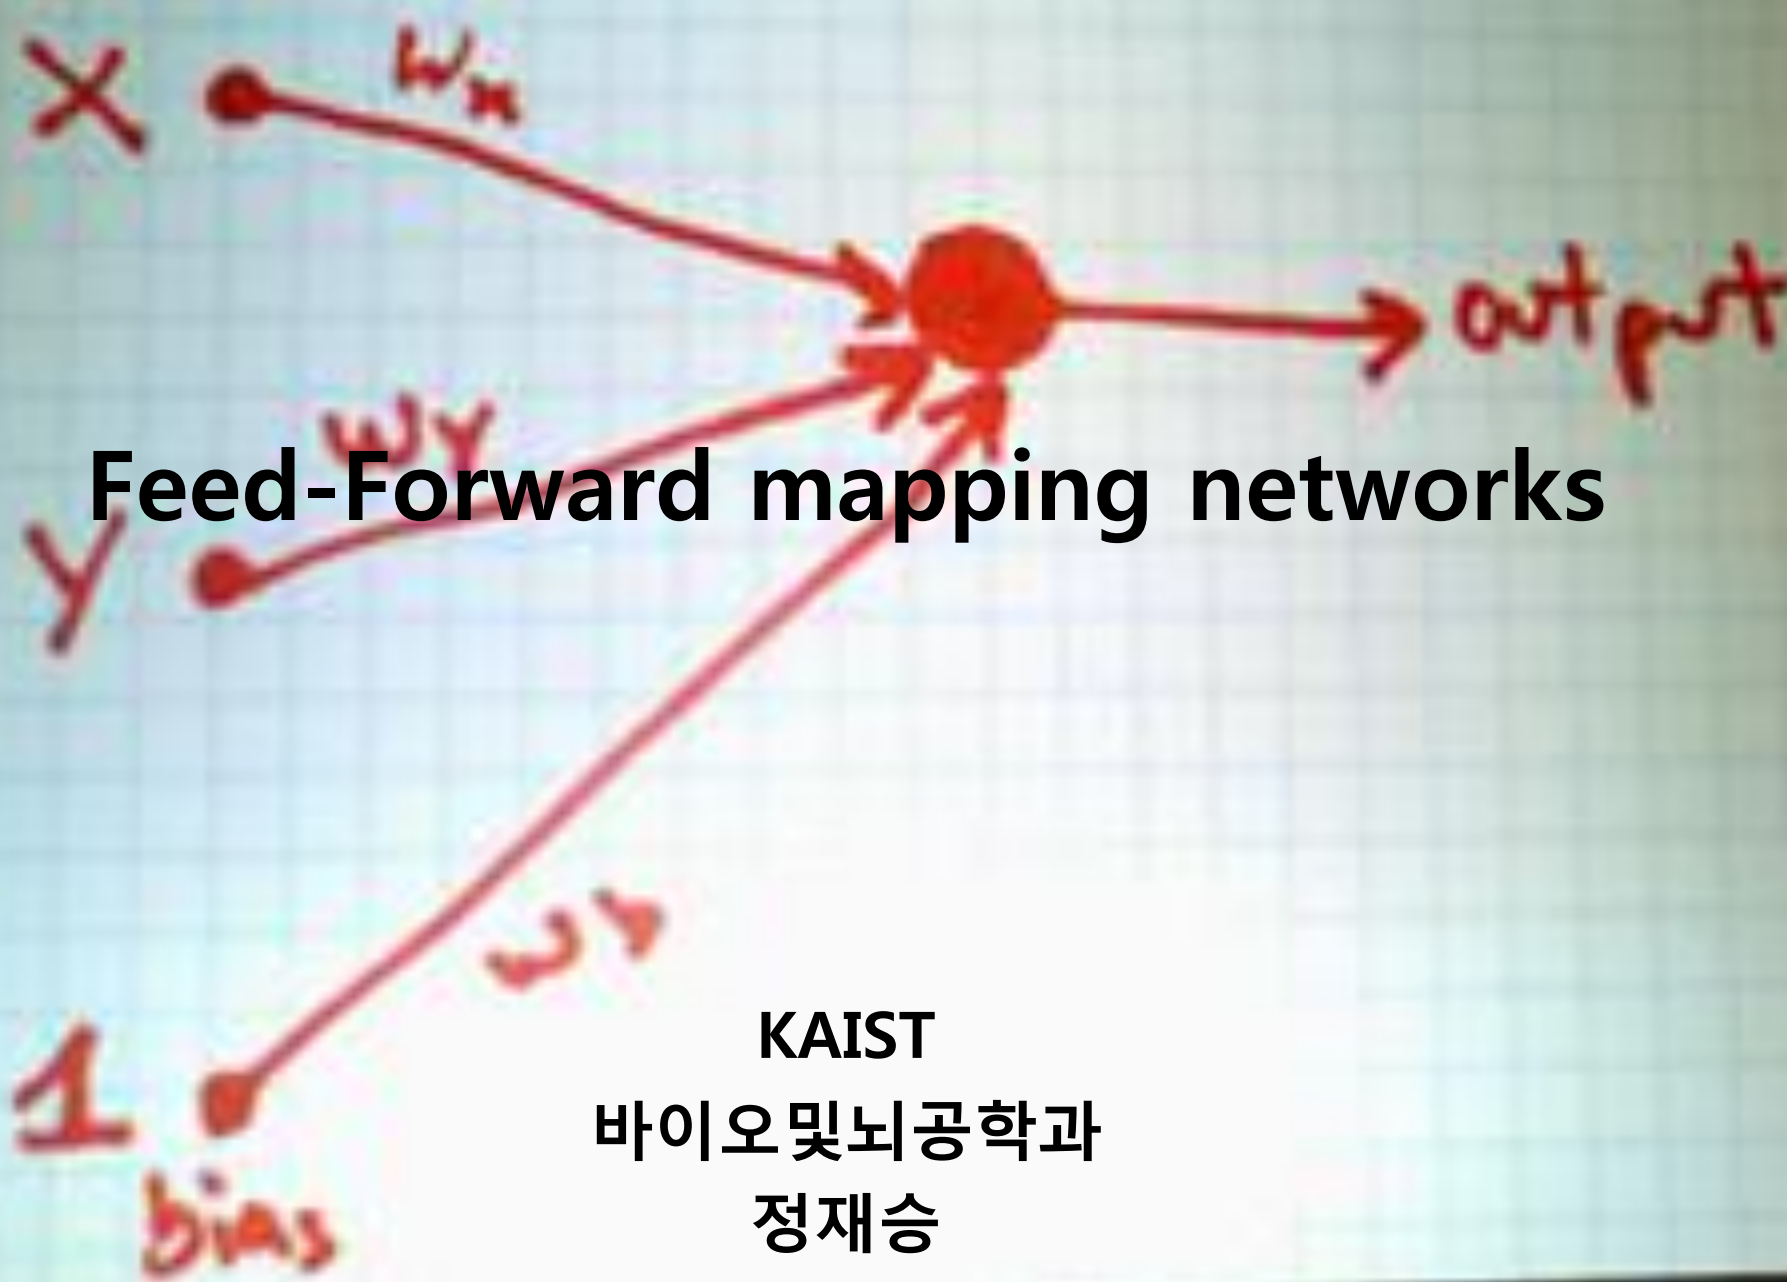 X
Wx
output
WY
Feed-Forward mapping networks
Y
Wb
KAIST
1
바이오및뇌공학과
bias
정재승